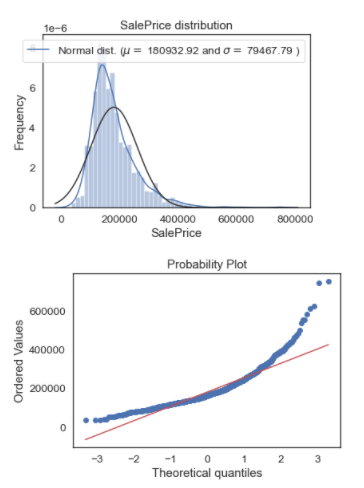 SalePrice distribution
1e−6
Normal dist. (μ = 180932.92 and σ = 79467.79 )
6
4
2
0
Frequency
0 200000 400000 600000 800000
SalePrice
Probability Plot
600000
400000
200000
0
Ordered Values
−3 −2 −1 0 1 2 3
Theoretical quantiles